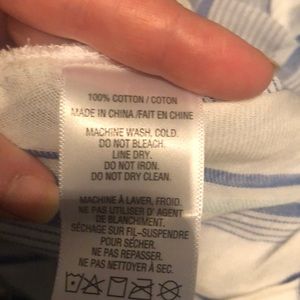 100% COTTON / COTON
MADE IN CHINA /FAIT EN CHINE
MACHINE WASH, COLD.
DO NOT BLEACH.
LINE DRY.
DO NOT IRON.
DO NOT DRY CLEAN.
MACHINE À LAVER, FROID.
NE PAS UTILISER D' AGENT
DE BLANCHIMENT.
SÉCHAGE SUR FIL-SUSPENDRE
POUR SÉCHER.
NE PAS REPASSER.
NE PAS NETTOYER À SEC.